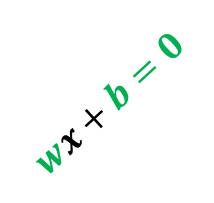 wx + b = 0